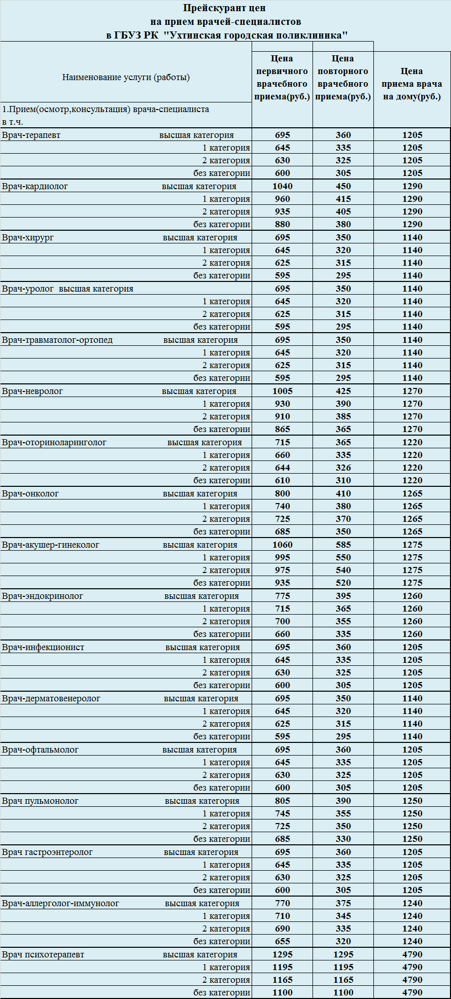 Прейскурант цен
на прием врачей-специалистов
в ГБУЗ РК "Ухтинская городская поликлиника"
Наименование услуги (работы)
Цена первичного врачебного приема(руб.)
Цена повторного врачебного приема(руб.)
Цена приема врача на дому(руб.)
1.Прием(осмотр,консультация) врача-специалиста
в т.ч.
Врач-терапевт высшая категория 695 360 1205
1 категория 645 335 1205
2 категория 630 325 1205
без категории 600 305 1205
Врач-кардиолог высшая категория 1040 450 1290
1 категория 960 415 1290
2 категория 935 405 1290
без категории 880 380 1290
Врач-хирург высшая категория 695 350 1140
1 категория 645 320 1140
2 категория 625 315 1140
без категории 595 295 1140
Врач-уролог высшая категория 695 350 1140
1 категория 645 320 1140
2 категория 625 315 1140
без категории 595 295 1140
Врач-травматолог-ортопед высшая категория 695 350 1140
1 категория 645 320 1140
2 категория 625 315 1140
без категории 595 295 1140
Врач-невролог высшая категория 1005 425 1270
1 категория 930 390 1270
2 категория 910 385 1270
без категории 865 365 1270
Врач-оториноларинголог высшая категория 715 365 1220
1 категория 660 335 1220
2 категория 644 326 1220
без категории 610 310 1220
Врач-онколог высшая категория 800 410 1265
1 категория 740 380 1265
2 категория 725 370 1265
без категории 685 350 1265
Врач-акушер-гинеколог высшая категория 1060 585 1275
1 категория 995 550 1275
2 категория 975 540 1275
без категории 935 520 1275
Врач-эндокринолог высшая категория 775 395 1260
1 категория 715 365 1260
2 категория 700 355 1260
без категории 660 335 1260
Врач-инфекционист высшая категория 695 360 1205
1 категория 645 335 1205
2 категория 630 325 1205
без категории 600 305 1205
Врач-дерматовенеролог высшая категория 695 350 1140
1 категория 645 320 1140
2 категория 625 315 1140
без категории 595 295 1140
Врач-офтальмолог высшая категория 695 360 1205
1 категория 645 335 1205
2 категория 630 325 1205
без категории 600 305 1205
Врач пульмонолог высшая категория 805 390 1250
1 категория 745 355 1250
2 категория 725 350 1250
без категории 685 330 1250
Врач гастроэнтеролог высшая категория 695 360 1205
1 категория 645 335 1205
2 категория 630 325 1205
без категории 600 305 1205
Врач-аллерголог-иммунолог высшая категория 770 375 1240
1 категория 710 345 1240
2 категория 690 335 1240
без категории 655 320 1240
Врач психотерапевт высшая категория 1295 1295 4790
1 категория 1195 1195 4790
2 категория 1165 1165 4790
без категории 1100 1100 4790